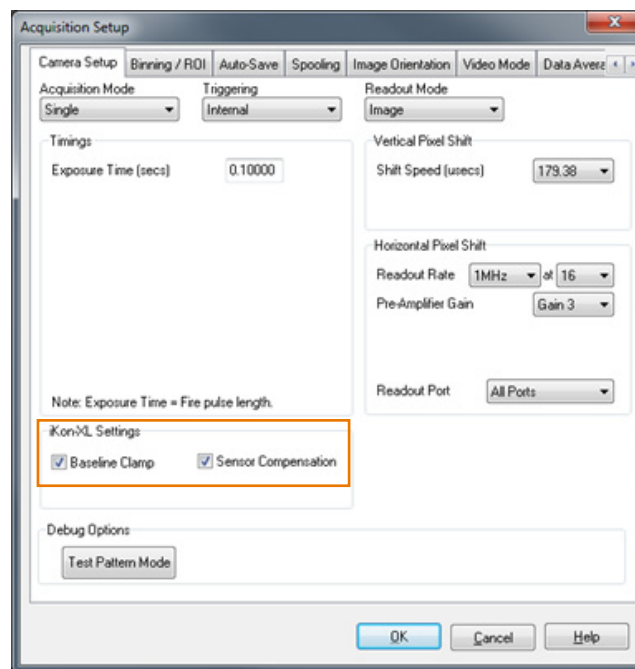 Acquisition Setup
Camera Setup Binning / ROI Auto-Save Spooling Image Orientation Video Mode Data Avera
Acquisition Mode Triggering Readout Mode
Single Internal Image
Timings
Exposure Time (secs) 0.10000
Note: Exposure Time = Fire pulse length.
Vertical Pixel Shift
Shift Speed (usecs) 179.38
Horizontal Pixel Shift
Readout Rate 1MHz at 16
Pre-Amplifier Gain Gain 3
Readout Port All Ports
iKon-XL Settings
Baseline Clamp Sensor Compensation
Debug Options
Test Pattern Mode
OK Cancel Help